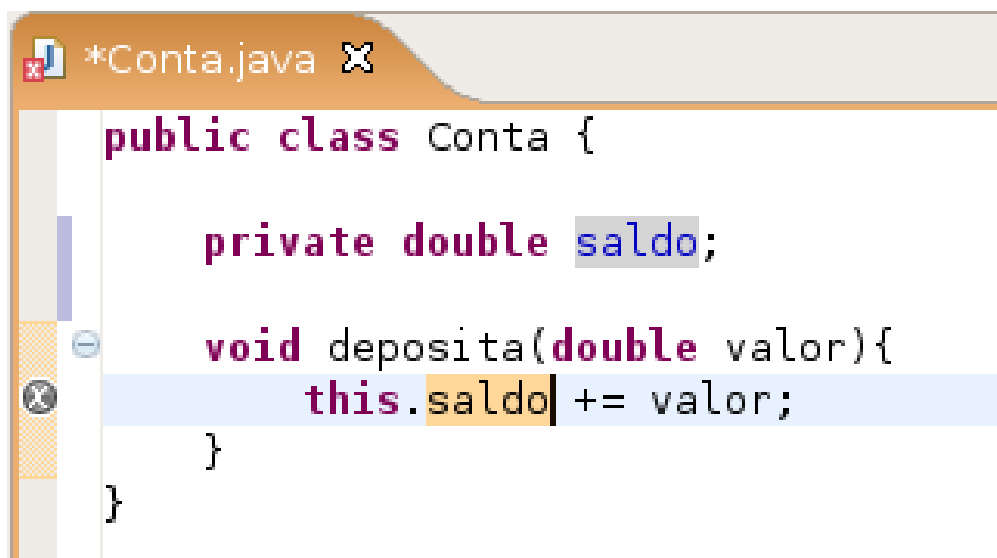 *Conta.java
public class Conta {
private double saldo;
void deposita(double valor){
this.saldo += valor;
}
}